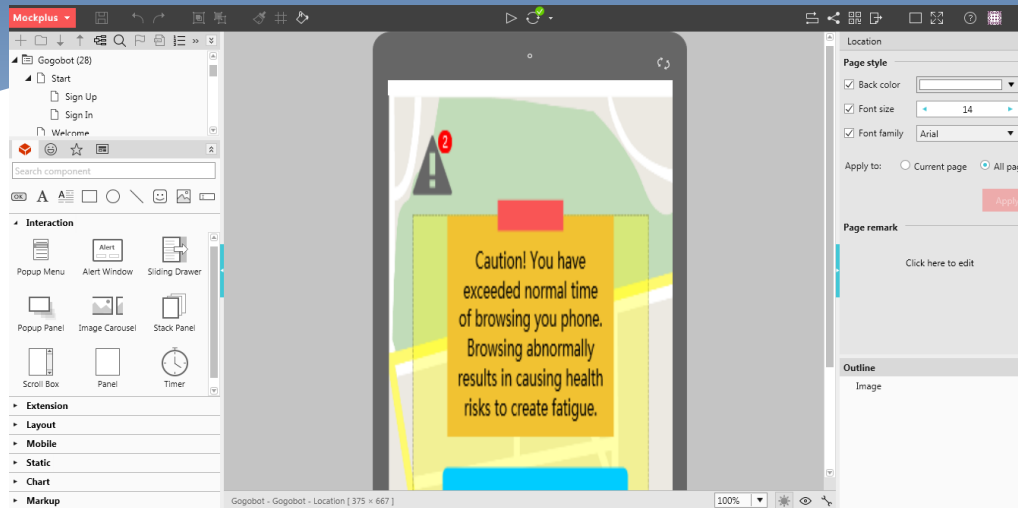 Mockplus
Gogobot (28)
Start
Sign Up
Sign In
Welcome
Search component
OK A A
Interaction
Popup Menu
Alert
Alert Window
Sliding Drawer
Popup Panel
Image Carousel
Stack Panel
Scroll Box
Panel
Timer
Extension
Layout
Mobile
Static
Chart
Markup
2
Caution! You have
exceeded normal time
of browsing you phone.
Browsing abnormally
results in causing health
risks to create fatigue.
Gogobot - Gogobot - Location [ 375 × 667 ]
100%
Location
Page style
Back color
Font size 14
Font family Arial
Apply to: Current page All pag
Apply
Page remark
Click here to edit
Outline
Image